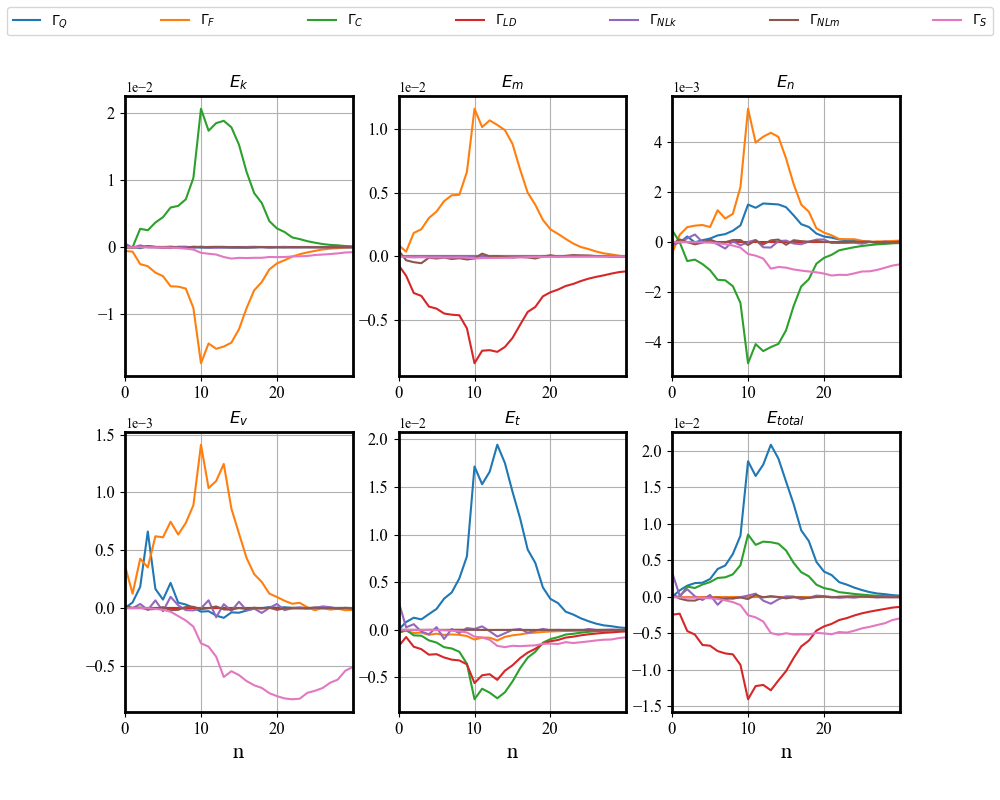 Γ_Q Γ_F Γ_C Γ_LD Γ_NLk Γ_NLm Γ_S
E_k E_m E_n
1e−2 1e−2 1e−3
2 1 0 −1
1.0 0.5 0.0 −0.5
4 2 0 −2 −4
0 10 20 0 10 20 0 10 20
E_v E_t E_total
1e−3 1e−2 1e−2
1.5 1.0 0.5 0.0 −0.5
2.0 1.5 1.0 0.5 0.0 −0.5
2.0 1.5 1.0 0.5 0.0 −0.5 −1.0 −1.5
0 10 20 0 10 20 0 10 20
n n n